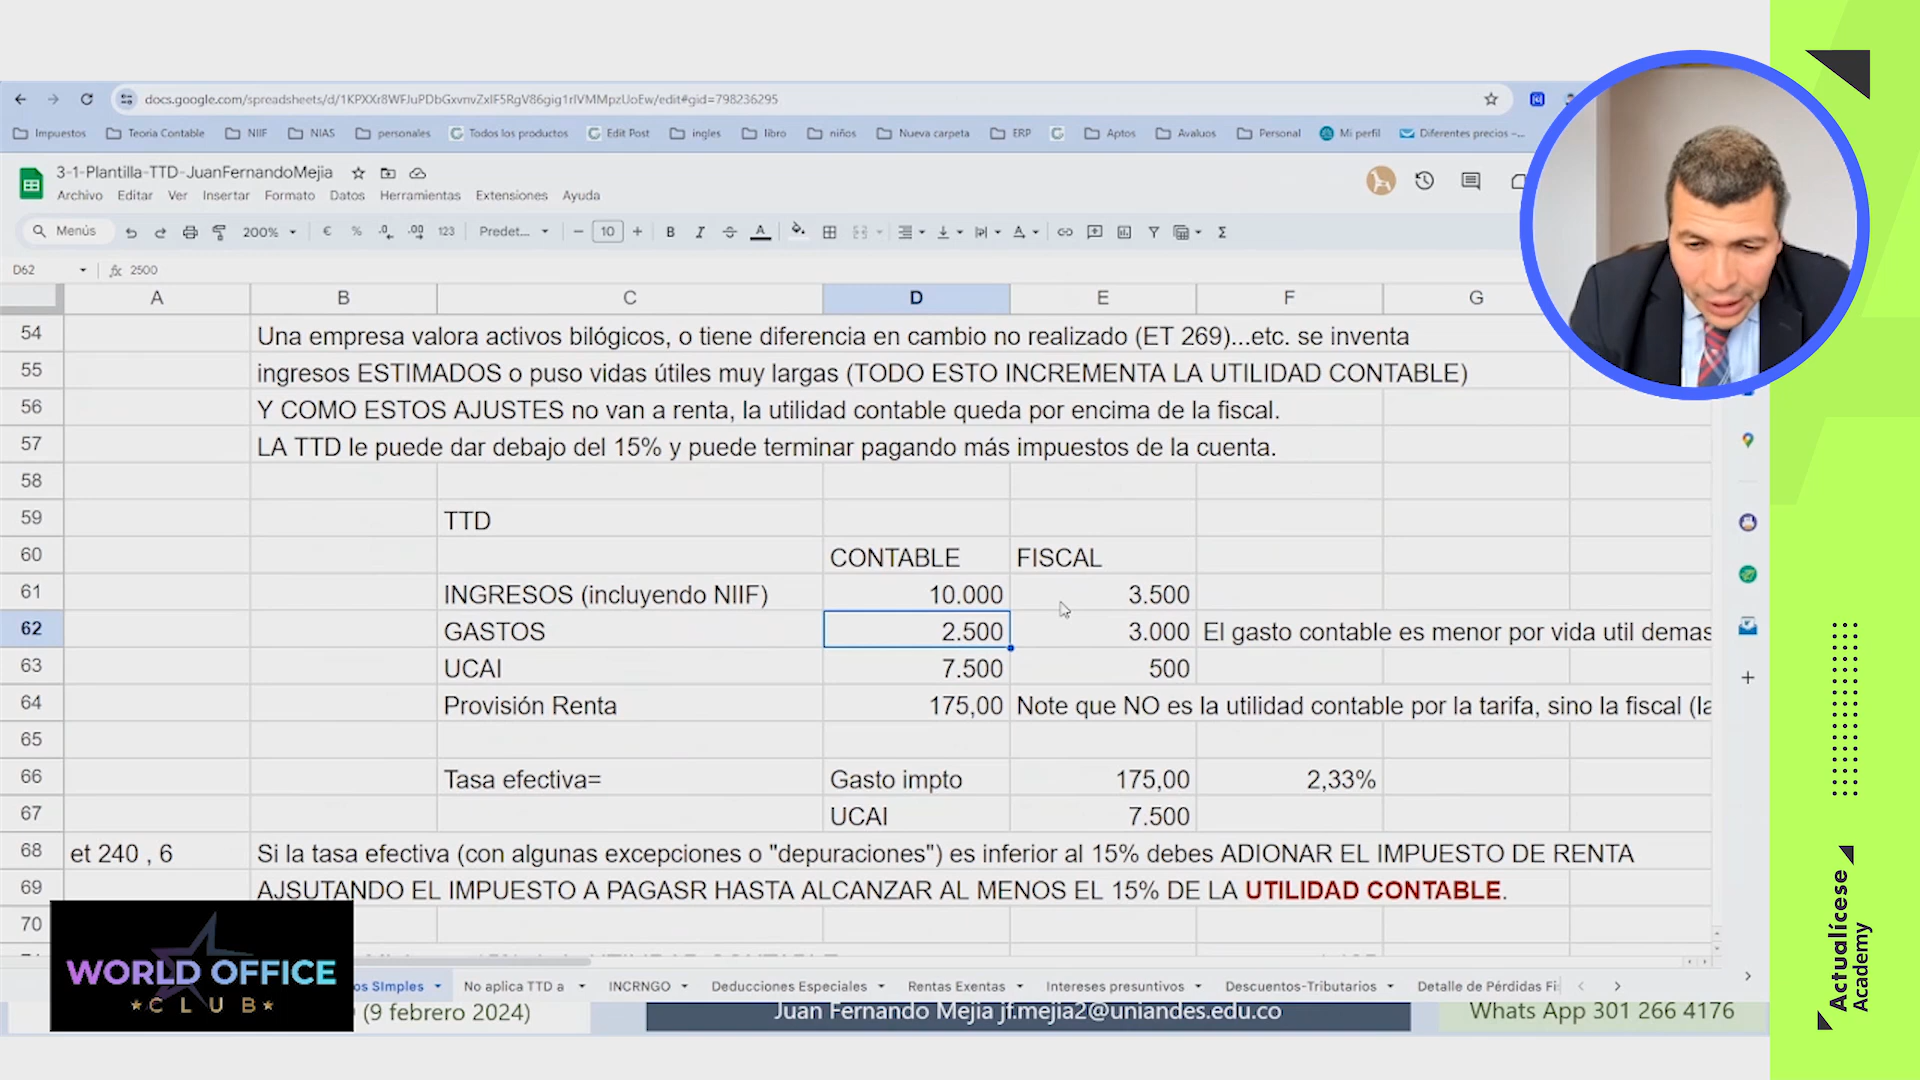 docs.google.com/spreadsheets/d/1KPXXr8WFJuPDbGxvnvZxIF5RgV86gig1rlVMMpzUoEw/edit#gid=798236295
Impuestos Teoria Contable NIIF NIAS personales Todos los productos Edit Post ingles libro niños Nueva carpeta ERP Aptos Avaluos Personal Mi perfil Diferentes precios –...
3-1-Plantilla-TTD-JuanFernandoMejia
Archivo Editar Ver Insertar Formato Datos Herramientas Extensiones Ayuda
Menús 200% € % .0 .00 123 Predet... − 10 + B I A Σ
D62 fx 2500
A B C D E F G
54 Una empresa valora activos bilógicos, o tiene diferencia en cambo no realizado (ET 269)...etc. se inventa
55 ingresos ESTIMADOS o puso vidas útiles muy largas (TODO ESTO INCREMENTA LA UTILIDAD CONTABLE)
56 Y COMO ESTOS AJUSTES no van a renta, la utilidad contable queda por encima de la fiscal.
57 LA TTD le puede dar debajo del 15% y puede terminar pagando más impuestos de la cuenta.
58
59 TTD
60 CONTABLE FISCAL
61 INGRESOS (incluyendo NIIF) 10.000 3.500
62 GASTOS 2.500 3.000 El gasto contable es menor por vida util demas
63 UCAI 7.500 500
64 Provisión Renta 175,00 Note que NO es la utilidad contable por la tarifa, sino la fiscal (la
65
66 Tasa efectiva= Gasto impto 175,00 2,33%
67 UCAI 7.500
68 et 240 , 6 Si la tasa efectiva (con algunas excepciones o "depuraciones") es inferior al 15% debes ADIONAR EL IMPUESTO DE RENTA
69 AJSUTANDO EL IMPUESTO A PAGASR HASTA ALCANZAR AL MENOS EL 15% DE LA UTILIDAD CONTABLE.
70
os SImples No aplica TTD a INCRNGO Deducciones Especiales Rentas Exentas Intereses presuntivos Descuentos-Tributarios Detalle de Pérdidas Fi
WORLD OFFICE
CLUB
(9 febrero 2024) Juan Fernando Mejia jf.mejia2@uniandes.edu.co Whats App 301 266 4176
Actualícese
Academy